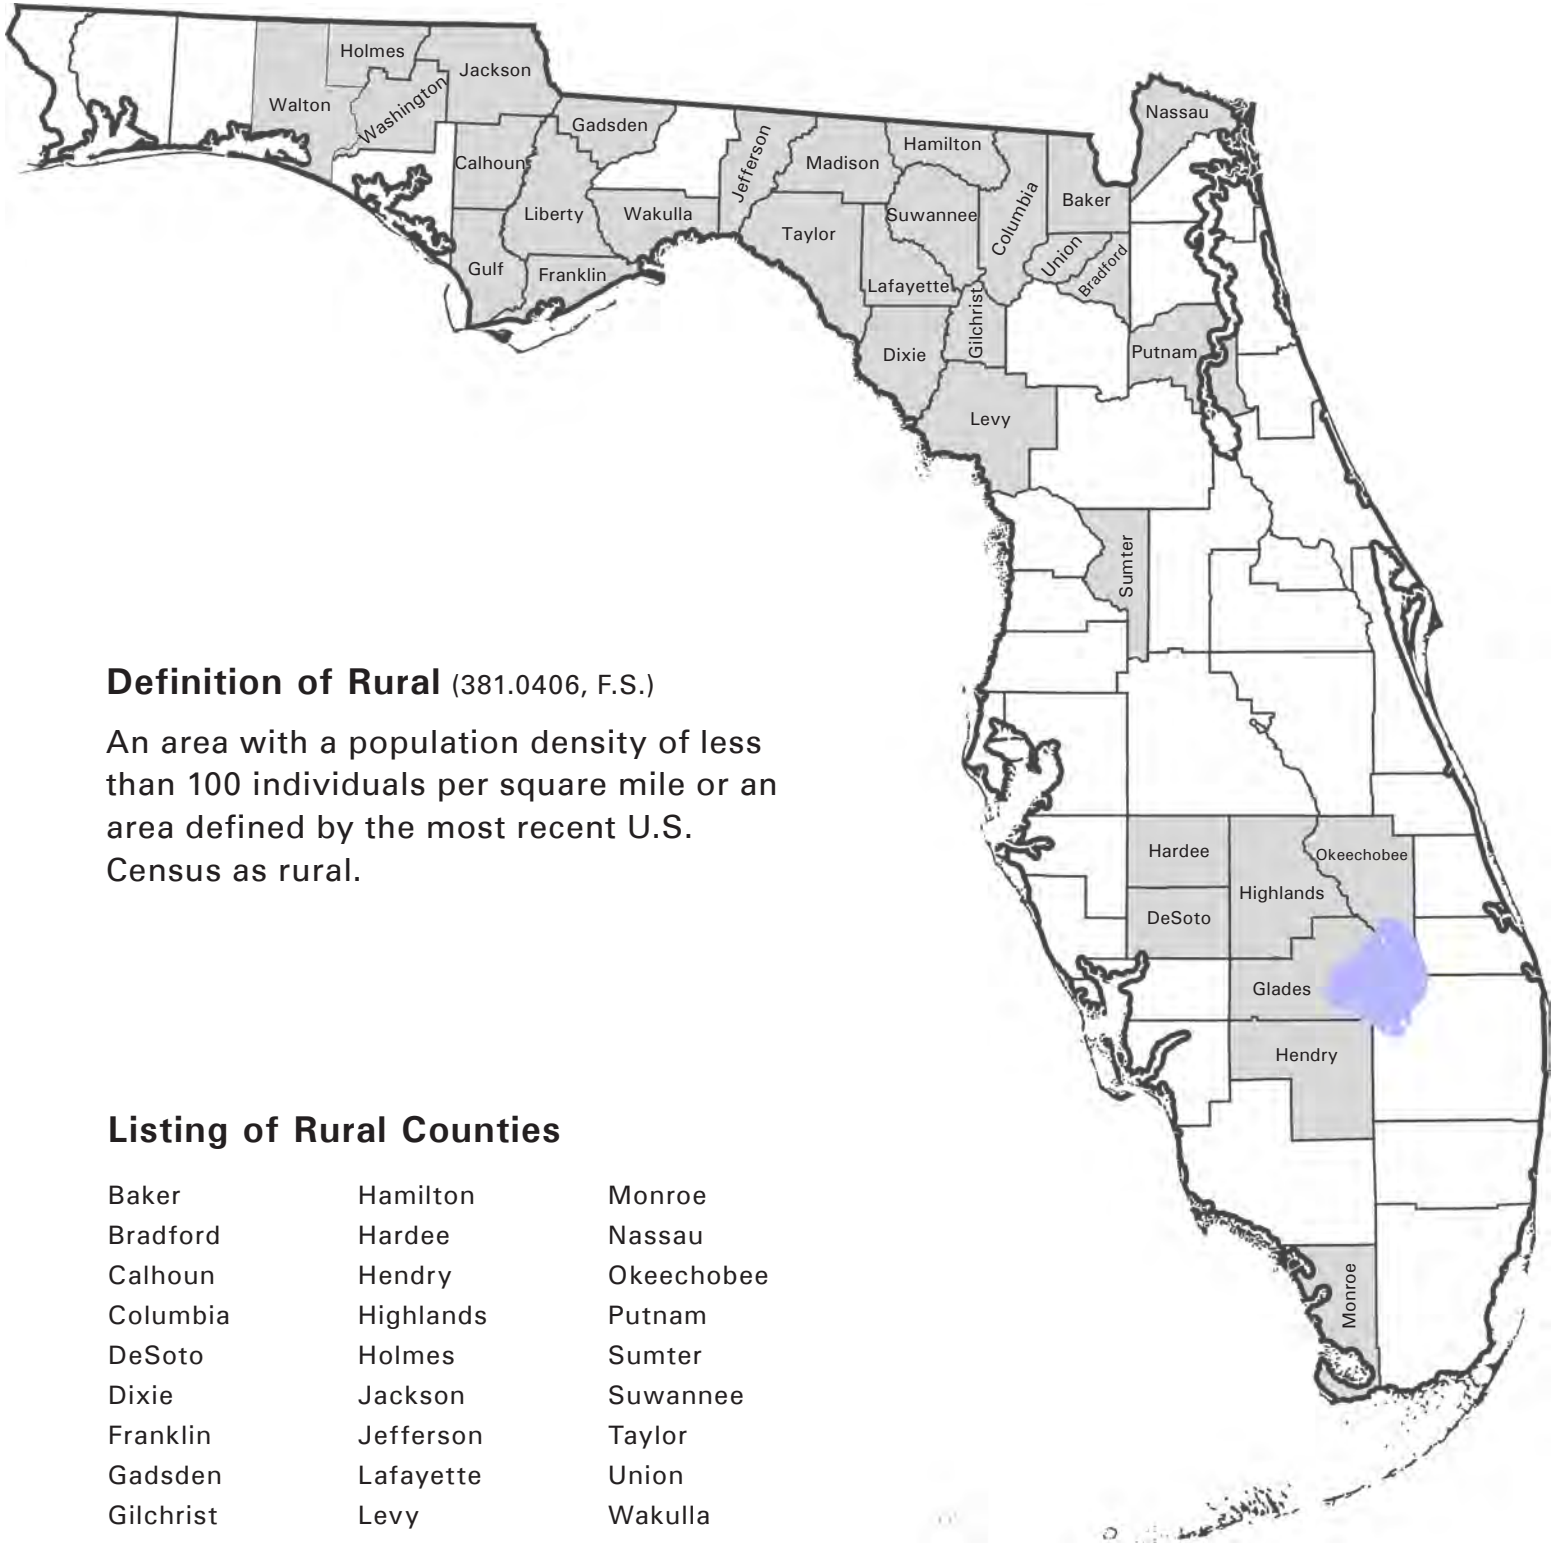 Holmes
Jackson
Walton
Washington
Nassau
Gadsden
Jefferson
Hamilton
Calhoun
Madison
Columbia
Baker
Liberty
Wakulla
Suwannee
Taylor
Union
Bradford
Gulf
Franklin
Lafayette
Gilchrist
Dixie
Putnam
Levy
Sumter
Definition of Rural (381.0406, F.S.)
An area with a population density of less
than 100 individuals per square mile or an
area defined by the most recent U.S.
Census as rural.
Hardee
Okeechobee
Highlands
DeSoto
Glades
Hendry
Monroe
Listing of Rural Counties
Baker
Bradford
Calhoun
Columbia
DeSoto
Dixie
Franklin
Gadsden
Gilchrist
Hamilton
Hardee
Hendry
Highlands
Holmes
Jackson
Jefferson
Lafayette
Levy
Monroe
Nassau
Okeechobee
Putnam
Sumter
Suwannee
Taylor
Union
Wakulla